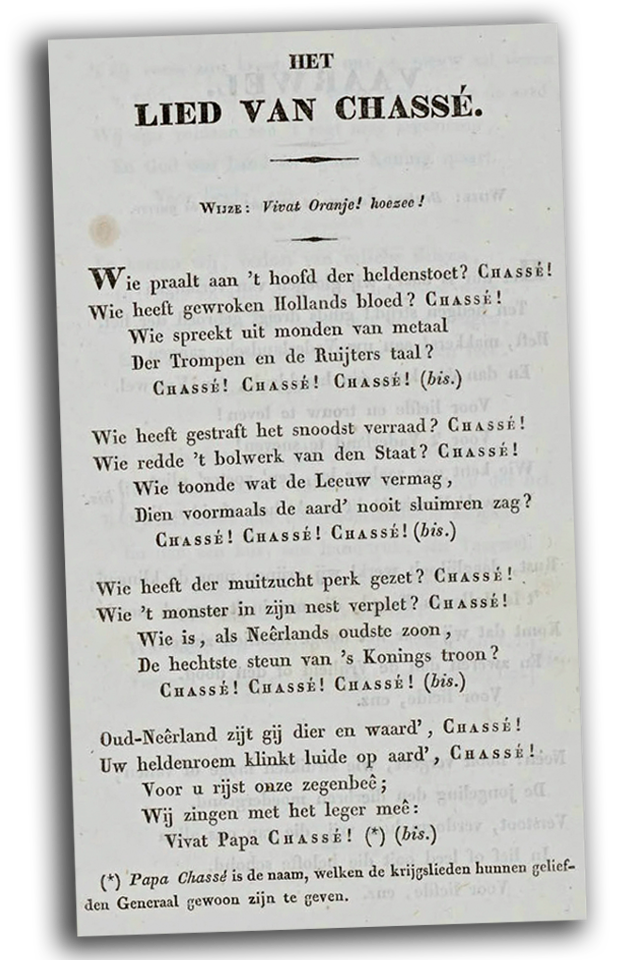 HET
LIED VAN CHASSÉ.
WIJZE: Vivat Oranje! hoezee!
Wie praalt aan 't hoofd der heldenstoet? CHASSÉ!
Wie heeft gewroken Hollands bloed? CHASSÉ!
Wie spreekt uit monden van metaal
Der Trompen en de Ruijters taal?
CHASSÉ! CHASSÉ! CHASSÉ! (bis.)
Wie heeft gestraft het snoodst verraad? CHASSÉ!
Wie redde 't bolwerk van den Staat? CHASSÉ!
Wie toonde wat de Leeuw vermag,
Dien voormaals de aard' nooit sluimren zag?
CHASSÉ! CHASSÉ! CHASSÉ! (bis.)
Wie heeft der muitzucht perk gezet? CHASSÉ!
Wie 't monster in zijn nest verplet? CHASSÉ!
Wie is, als Neêrlands oudste zoon,
De hechtste steun van 's Konings troon?
CHASSÉ! CHASSÉ! CHASSÉ! (bis.)
Oud-Neêrland zijt gij dier en waard', CHASSÉ!
Uw heldenroem klinkt luide op aard', CHASSÉ!
Voor u rijst onze zegenbeê;
Wij zingen met het leger meê:
Vivat Papa CHASSÉ! (*) (bis.)
(*) Papa Chassé is de naam, welken de krijgslieden hunnen gelief-
den Generaal gewoon zijn te geven.